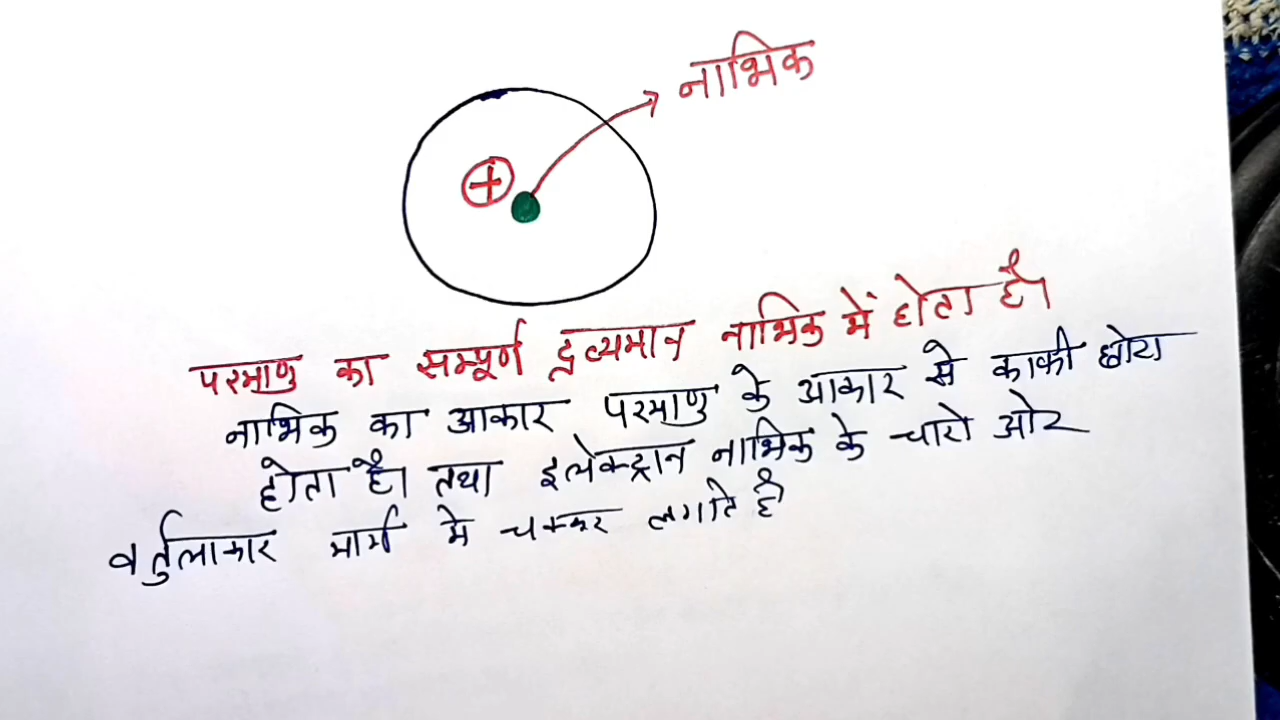 नाभिक
+
परमाणु का सम्पूर्ण द्रव्यमान नाभिक में होता है।
नाभिक का आकार परमाणु के आकार से काफी छोटा
होता है। तथा इलेक्ट्रान नाभिक के चारो ओर
वर्तुलाकार मार्ग मे चक्कर लगाते है